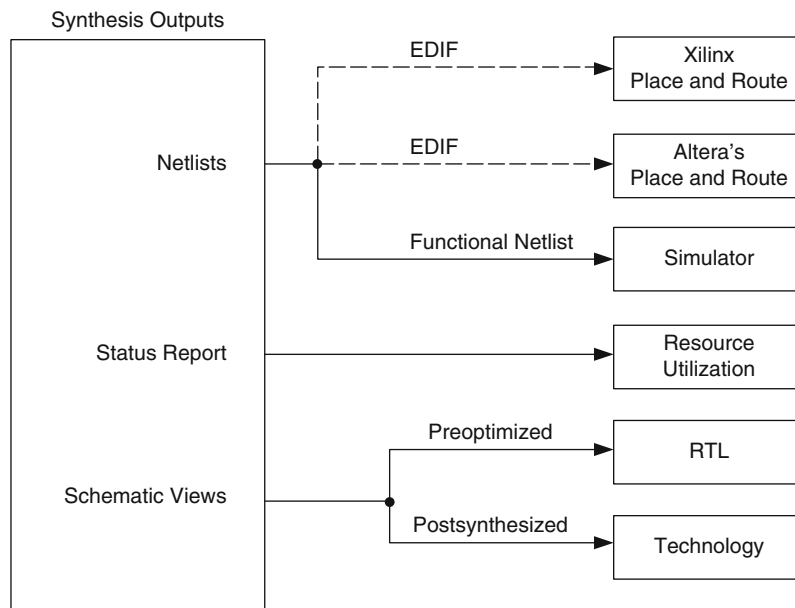 Synthesis Outputs
EDIF
Xilinx
Place and Route
Netlists
EDIF
Altera's
Place and Route
Functional Netlist
Simulator
Status Report
Resource
Utilization
Schematic Views
Preoptimized
RTL
Postsynthesized
Technology